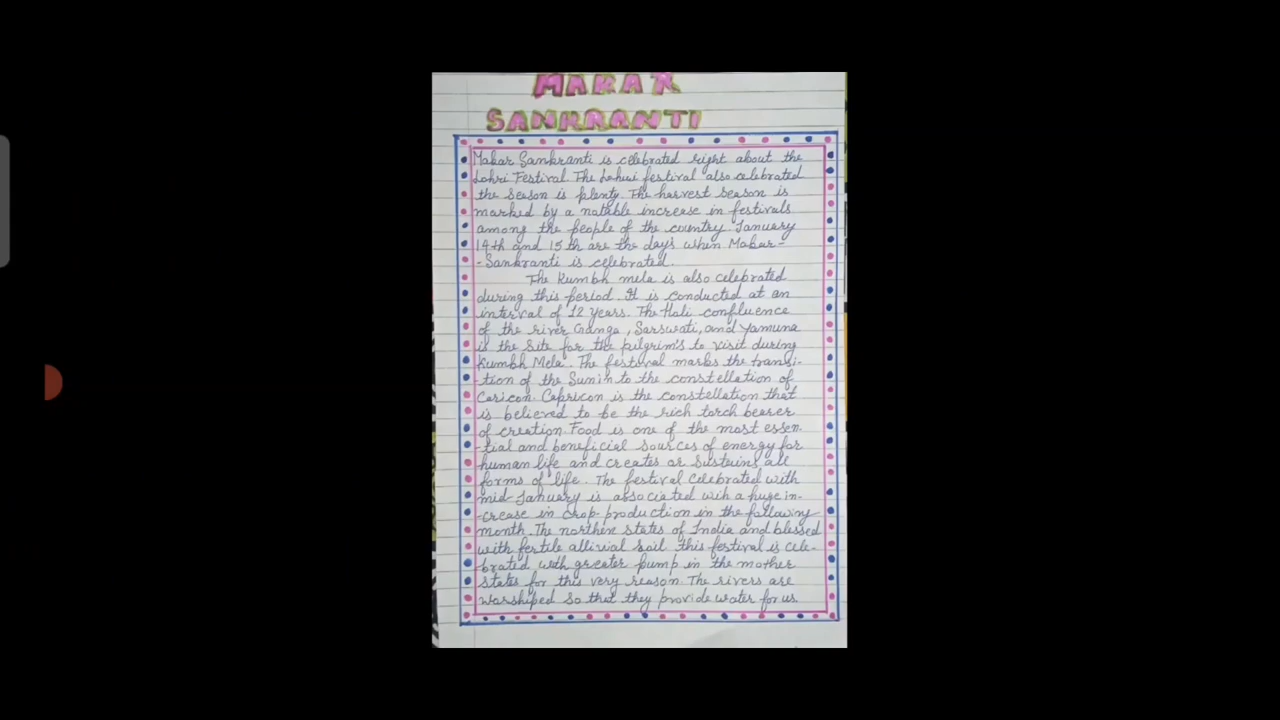 MAKAR
SANKRANTI
Makar Sankranti is celebrated right about the
Lohri Festival. The Lohri festival also celebrated
the season is plenty. The harvest season is
marked by a notable increase in festivals
among the people of the country. January
14th and 15th are the days when Makar-
-Sankranti is celebrated.
The Kumbh mela is also celebrated
during this period. It is conducted at an
interval of 12 years. The Hali confluence
of the river Ganga, Sarswati, and Yamuna
is the site for the pilgrim's to visit during
Kumbh Mela. The festival marks the transi-
-tion of the Sun in to the constellation of
Caricon. Capricon is the constellation that
is believed to be the rich torch bearer
of creation. Food is one of the most essen-
-tial and boneficial sources of energy for
human life and creates or sustains all
forms of life. The festival celebrated with
mid-January is associated wih a huge in-
-crease in crop-production in the following
month. The northen states of India and blessed
with fertile allivial soil. this festival is cele-
-brated with greater pump in the mother
states for this very reason. The rivers are
worshiped so that they provide water for us